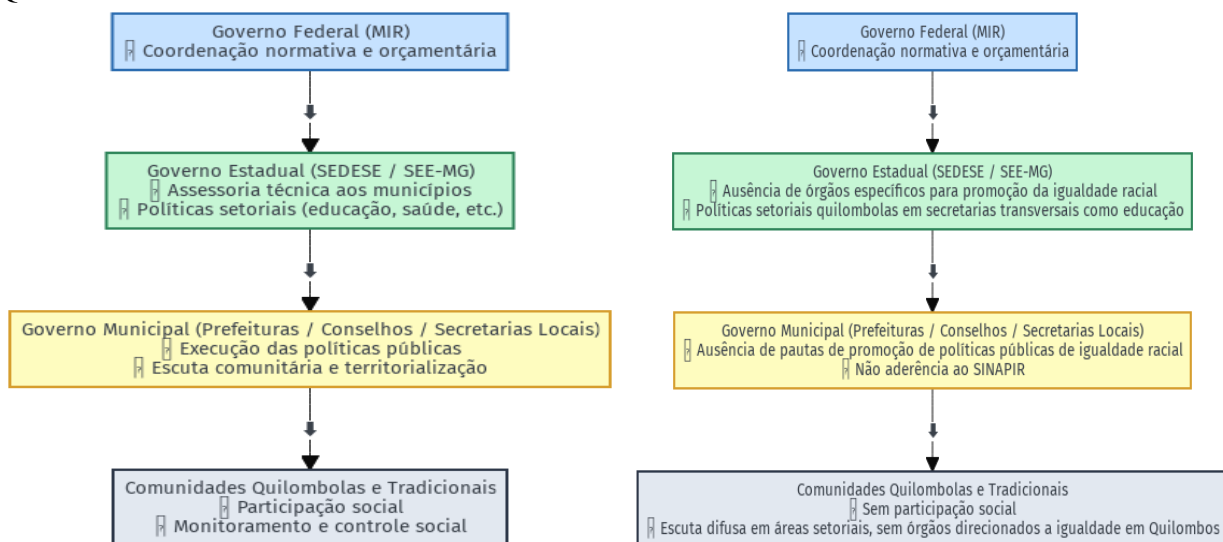 Governo Federal (MIR)
Coordenação normativa e orçamentária
Governo Estadual (SEDESE / SEE-MG)
Assessoria técnica aos municípios
Políticas setoriais (educação, saúde, etc.)
Governo Municipal (Prefeituras / Conselhos / Secretarias Locais)
Execução das políticas públicas
Escuta comunitária e territorialização
Comunidades Quilombolas e Tradicionais
Participação social
Monitoramento e controle social
Governo Federal (MIR)
Coordenação normativa e orçamentária
Governo Estadual (SEDESE / SEE-MG)
Ausência de órgãos específicos para promoção da igualdade racial
Políticas setoriais quilombolas em secretarias transversais como educação
Governo Municipal (Prefeituras / Conselhos / Secretarias Locais)
Ausência de pautas de promoção de políticas públicas de igualdade racial
Não aderência ao SINAPIR
Comunidades Quilombolas e Tradicionais
Sem participação social
Escuta difusa em áreas setoriais, sem órgãos direcionados a igualdade em Quilombos